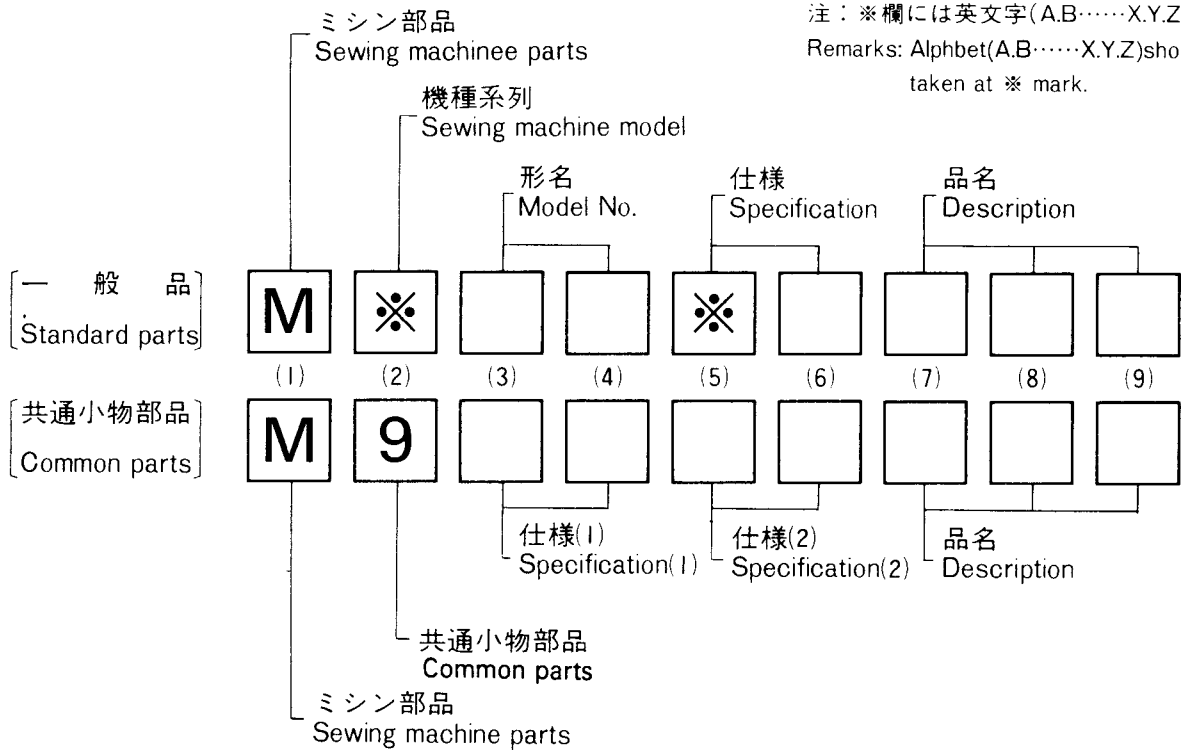 ミシン部品
Sewing machinee parts
注：※欄には英文字(A.B……X.Y.Z
Remarks: Alphbet(A.B……X.Y.Z)sho
taken at ※ mark.
機種系列
Sewing machine model
形名
Model No.
仕様
Specification
品名
Description
一般品
Standard parts
M ※ ※
(1) (2) (3) (4) (5) (6) (7) (8) (9)
共通小物部品
Common parts
M 9
仕様(1)
Specification(1)
仕様(2)
Specification(2)
品名
Description
共通小物部品
Common parts
ミシン部品
Sewing machine parts